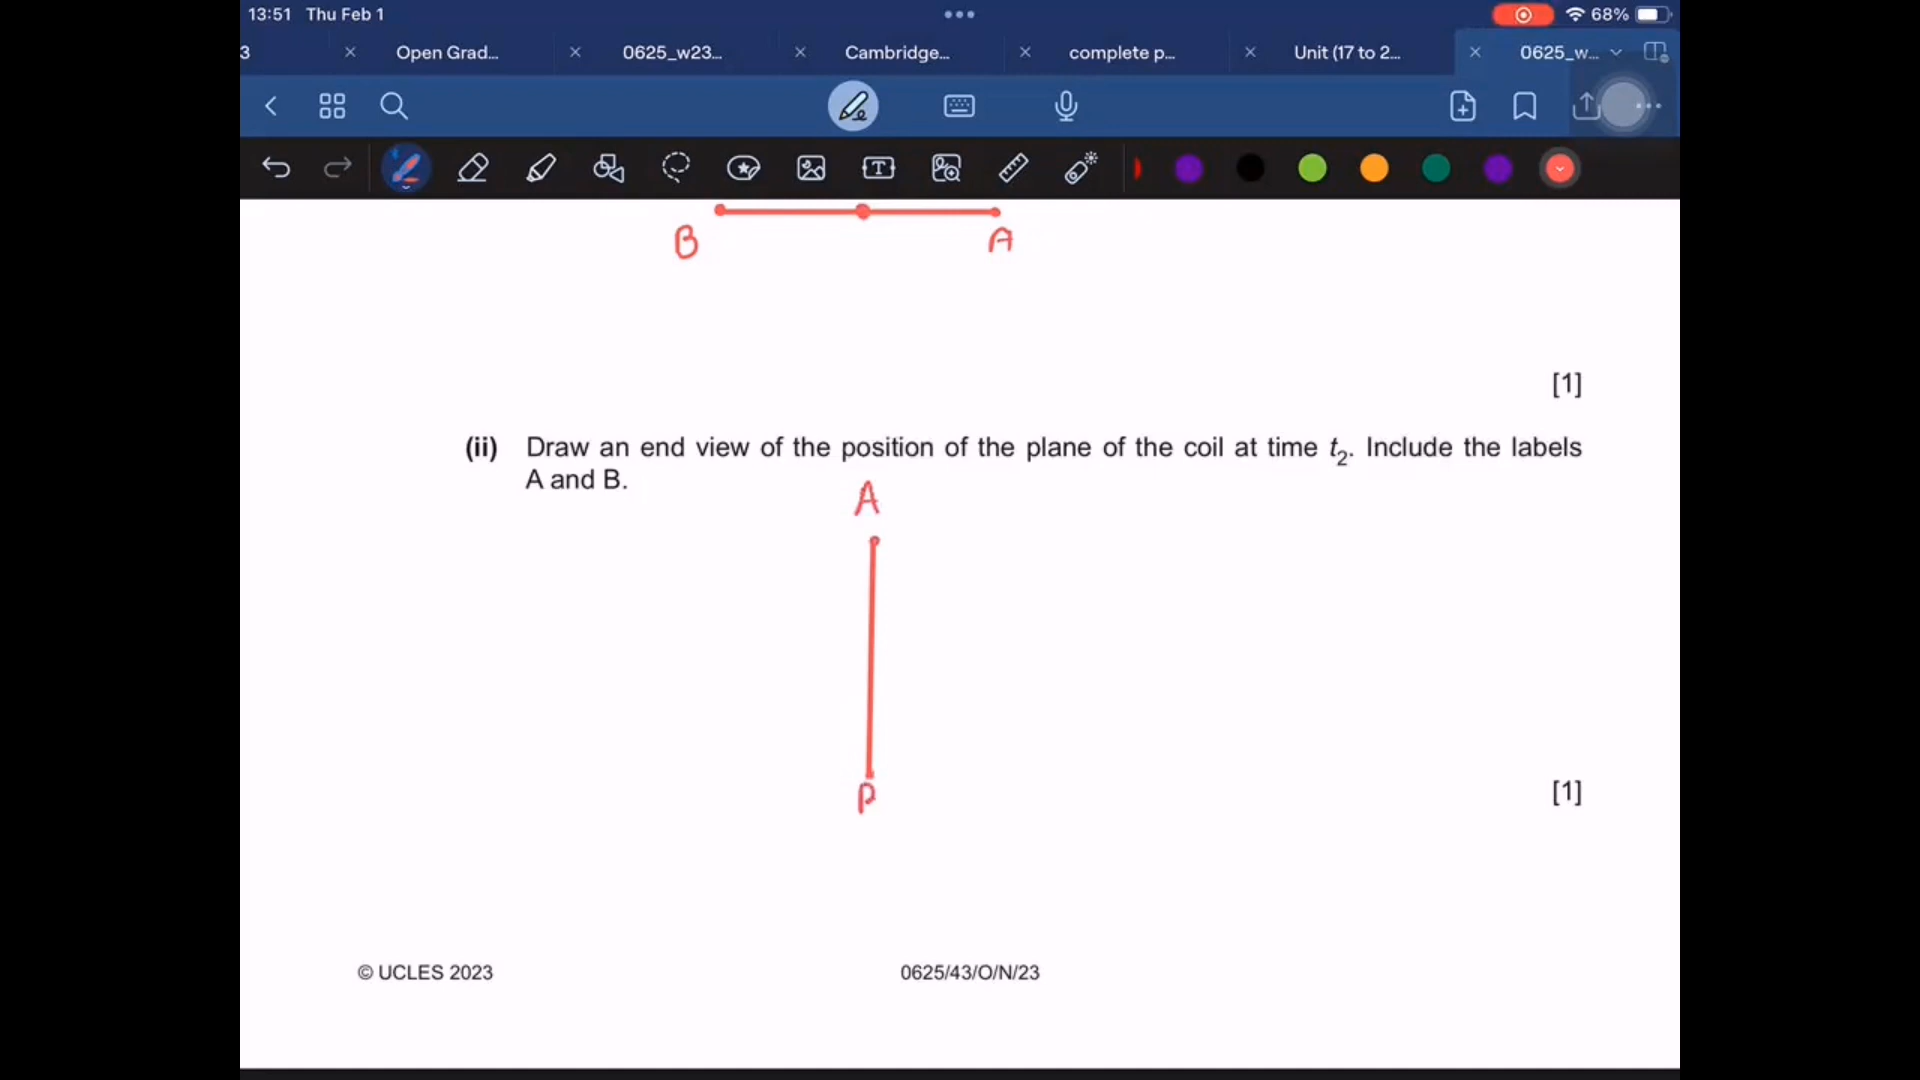 13:51 Thu Feb 1
68%
3
Open Grad...
0625_w23...
Cambridge...
complete p...
Unit (17 to 2...
0625_w...
B A
[1]
(ii) Draw an end view of the position of the plane of the coil at time t2. Include the labels
A and B.
A
P
[1]
© UCLES 2023
0625/43/O/N/23